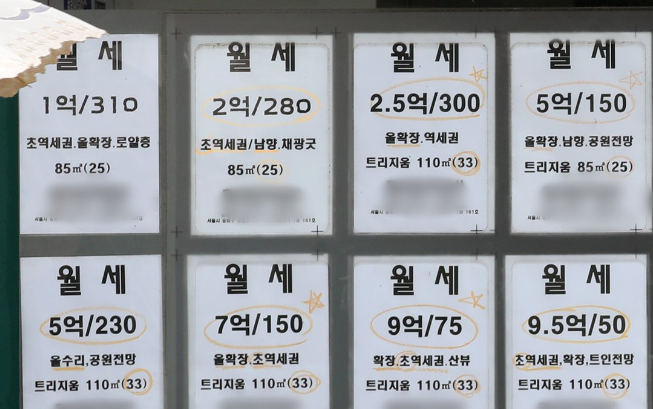 월세
1억/310
초역세권.올확장.로얄층
85㎡(25)
월세
2억/280
초역세권/남향.채광굿
85㎡(25)
월세
2.5억/300
올확장.역세권
트리지움 110㎡(33)
월세
5억/150
올확장.남향.공원전망
트리지움 85㎡(25)
월세
5억/230
올수리,공원전망
트리지움 110㎡(33)
월세
7억/150
올확장.초역세권
트리지움 110㎡(33)
월세
9억/75
확장.초역세권.산뷰
트리지움 110㎡(33)
월세
9.5억/50
초역세권,확장,트인전망
트리지움 110㎡(33)